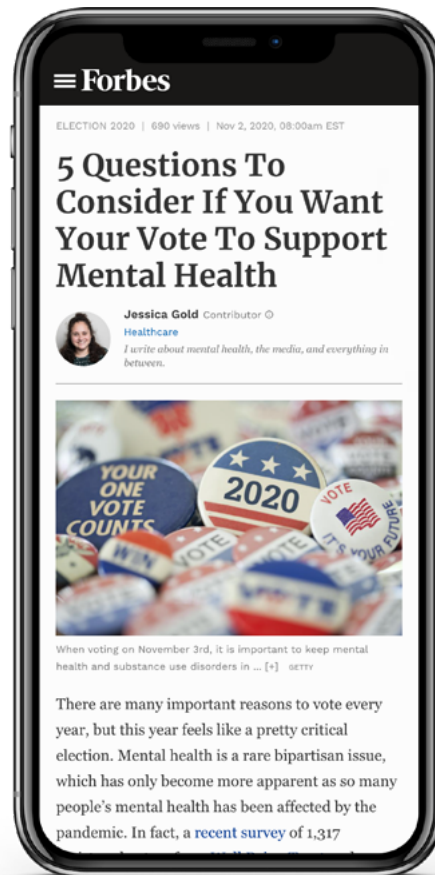 Forbes
ELECTION 2020 | 690 views | Nov 2, 2020, 08:00am EST
5 Questions To
Consider If You Want
Your Vote To Support
Mental Health
Jessica Gold Contributor
Healthcare
I write about mental health, the media, and everything in
between.
YOUR
ONE
VOTE
COUNTS
2020
VOTE
IT'S YOUR FUTURE
WIN
VOTE
VOTE
VOTE
When voting on November 3rd, it is important to keep mental
health and substance use disorders in ... [+] GETTY
There are many important reasons to vote every
year, but this year feels like a pretty critical
election. Mental health is a rare bipartisan issue,
which has only become more apparent as so many
people's mental health has been affected by the
pandemic. In fact, a recent survey of 1,317